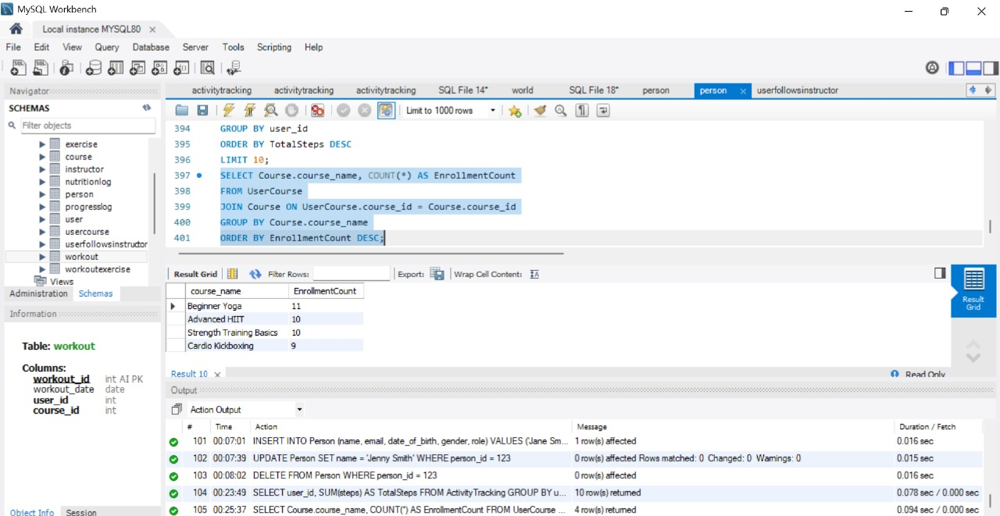 MySQL Workbench
Local instance MYSQL80 ×
File Edit View Query Database Server Tools Scripting Help
Navigator
SCHEMAS
Filter objects
exercise
course
instructor
nutritionlog
person
progresslog
user
usercourse
userfollowsinstructor
workout
workoutexercise
Views
Administration Schemas
Information
Table: workout
Columns:
workout_id int AI PK
workout_date date
user_id int
course_id int
Object Info Session
activitytracking activitytracking activitytracking SQL File 14* world SQL File 18* person person × userfollowsinstructor
Limit to 1000 rows
394 GROUP BY user_id
395 ORDER BY TotalSteps DESC
396 LIMIT 10;
397 SELECT Course.course_name, COUNT(*) AS EnrollmentCount
398 FROM UserCourse
399 JOIN Course ON UserCourse.course_id = Course.course_id
400 GROUP BY Course.course_name
401 ORDER BY EnrollmentCount DESC;
Result Grid Filter Rows: Export: Wrap Cell Content:
course_name EnrollmentCount
Beginner Yoga 11
Advanced HIIT 10
Strength Training Basics 10
Cardio Kickboxing 9
Result Grid
Result 10 × Read Only
Output
Action Output
# Time Action Message Duration / Fetch
101 00:07:01 INSERT INTO Person (name, email, date_of_birth, gender, role) VALUES ('Jane Sm... 1 row(s) affected 0.016 sec
102 00:07:39 UPDATE Person SET name = 'Jenny Smith' WHERE person_id = 123 0 row(s) affected Rows matched: 0 Changed: 0 Warnings: 0 0.015 sec
103 00:08:02 DELETE FROM Person WHERE person_id = 123 0 row(s) affected 0.016 sec
104 00:23:49 SELECT user_id, SUM(steps) AS TotalSteps FROM ActivityTracking GROUP BY u... 10 row(s) returned 0.078 sec / 0.000 sec
105 00:25:37 SELECT Course.course_name, COUNT(*) AS EnrollmentCount FROM UserCourse ... 4 row(s) returned 0.094 sec / 0.000 sec